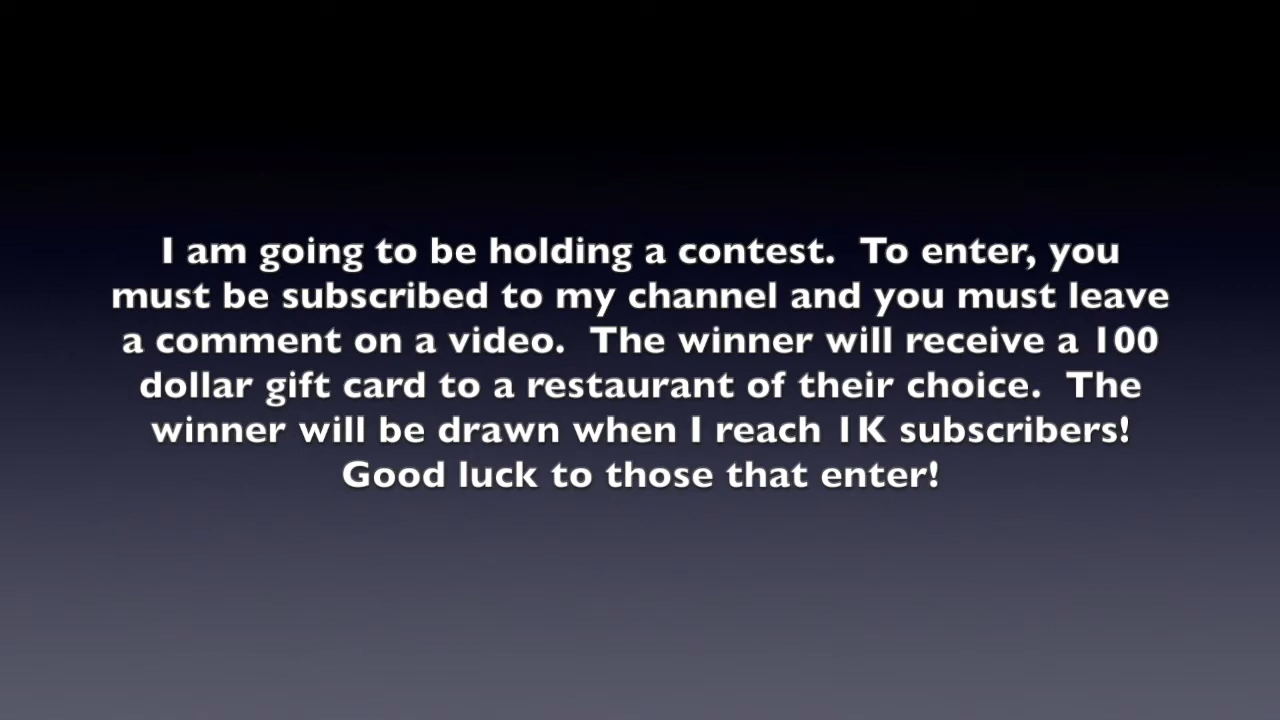 I am going to be holding a contest.  To enter, you
must be subscribed to my channel and you must leave
a comment on a video.  The winner will receive a 100
dollar gift card to a restaurant of their choice.  The
winner will be drawn when I reach 1K subscribers!
Good luck to those that enter!